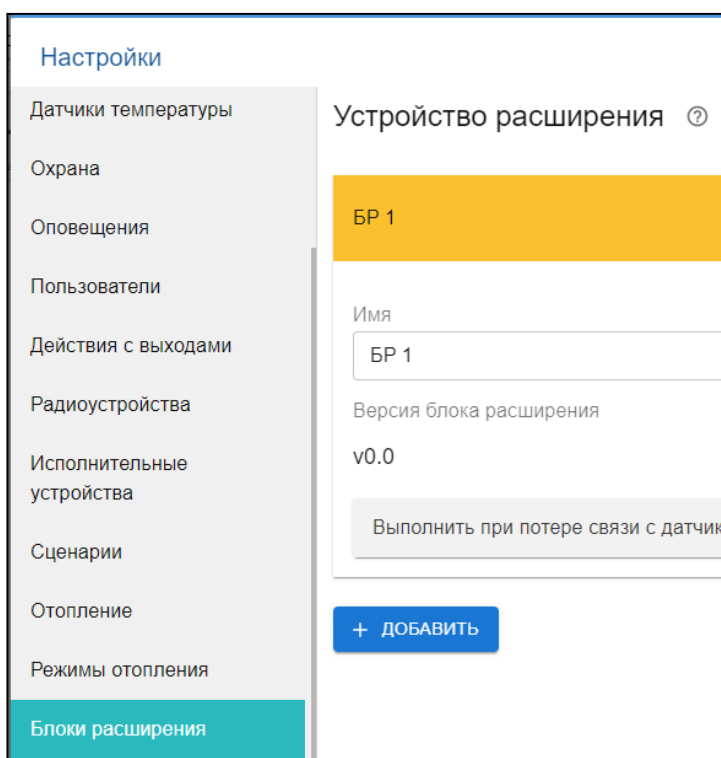 Настройки
Датчики температуры
Охрана
Оповещения
Пользователи
Действия с выходами
Радиоустройства
Исполнительные
устройства
Сценарии
Отопление
Режимы отопления
Блоки расширения
Устройство расширения
БР 1
Имя
БР 1
Версия блока расширения
v0.0
Выполнить при потере связи с
+ ДОБАВИТЬ